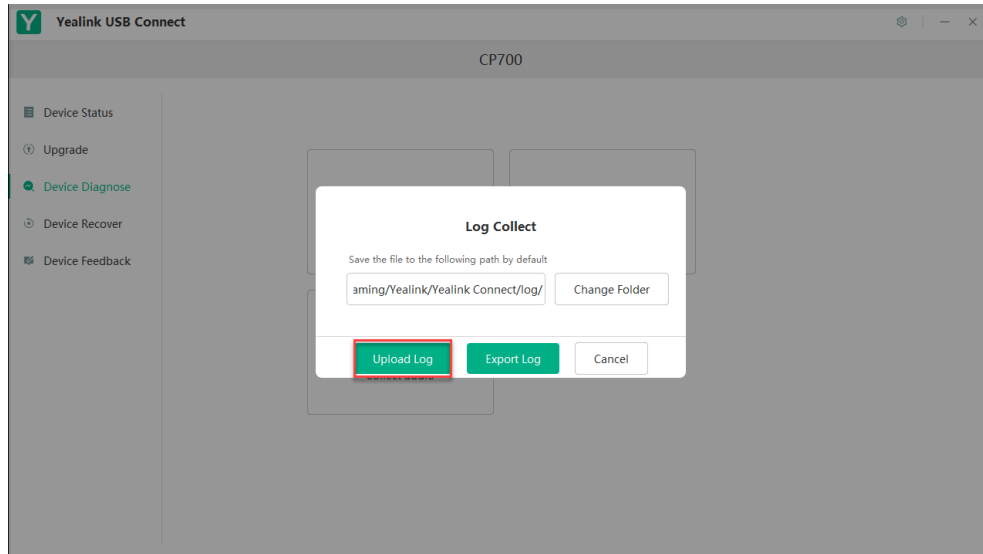 Y Yealink USB Connect
CP700
Device Status
Upgrade
Device Diagnose
Device Recover
Device Feedback
Log Collect
Save the file to the following path by default
aming/Yealink/Yealink Connect/log/
Change Folder
Upload Log
Export Log
Cancel